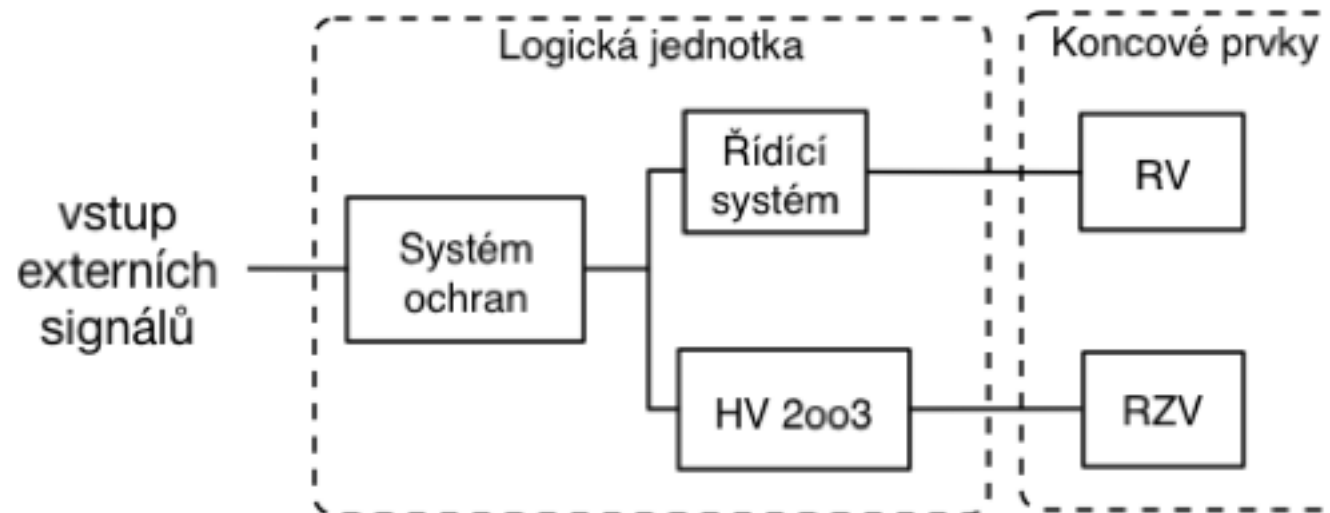 Logická jednotka
Koncové prvky
vstup
externích
signálů
Systém
ochran
Řídící
systém
HV 2oo3
RV
RZV